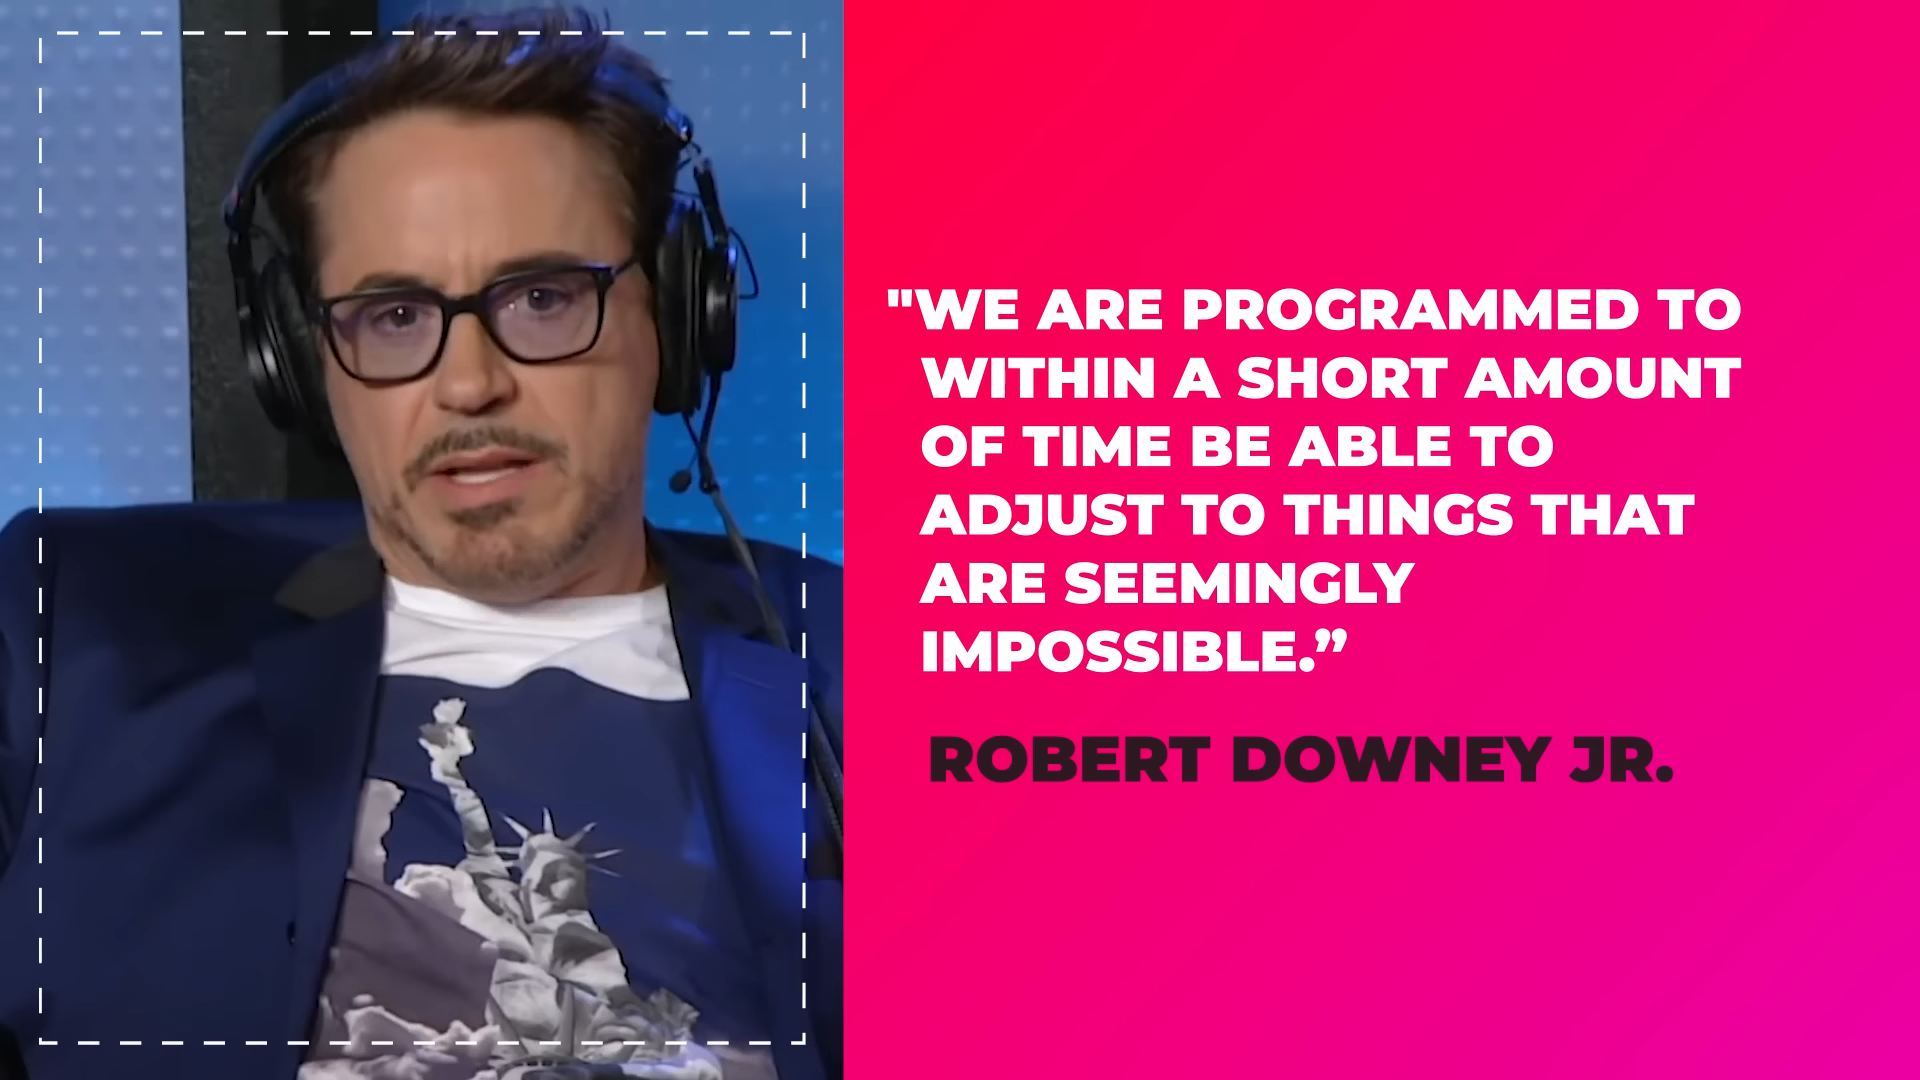 "WE ARE PROGRAMMED TO
WITHIN A SHORT AMOUNT
OF TIME BE ABLE TO
ADJUST TO THINGS THAT
ARE SEEMINGLY
IMPOSSIBLE.”
ROBERT DOWNEY JR.